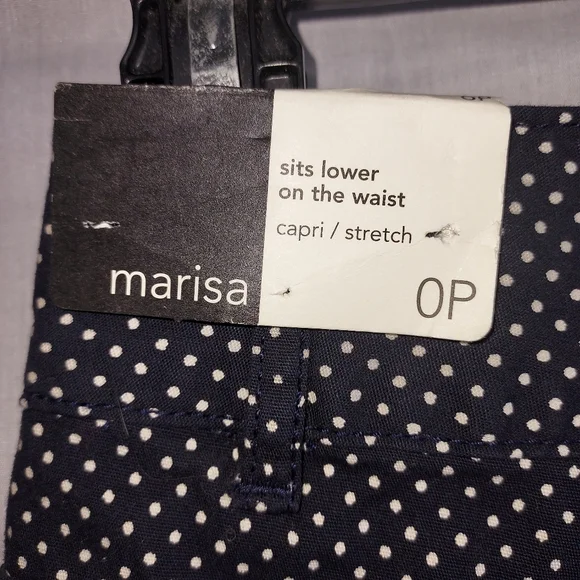 marisa
sits lower
on the waist
capri / stretch
0P